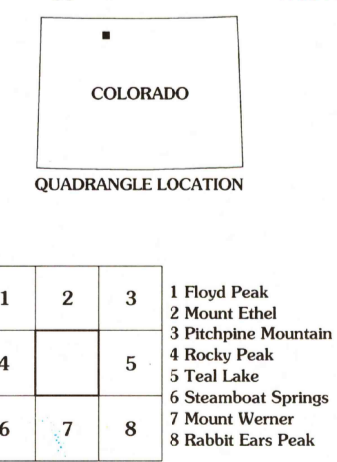 COLORADO
QUADRANGLE LOCATION
1 2 3
4 5
6 7 8
1 Floyd Peak
2 Mount Ethel
3 Pitchpine Mountain
4 Rocky Peak
5 Teal Lake
6 Steamboat Springs
7 Mount Werner
8 Rabbit Ears Peak